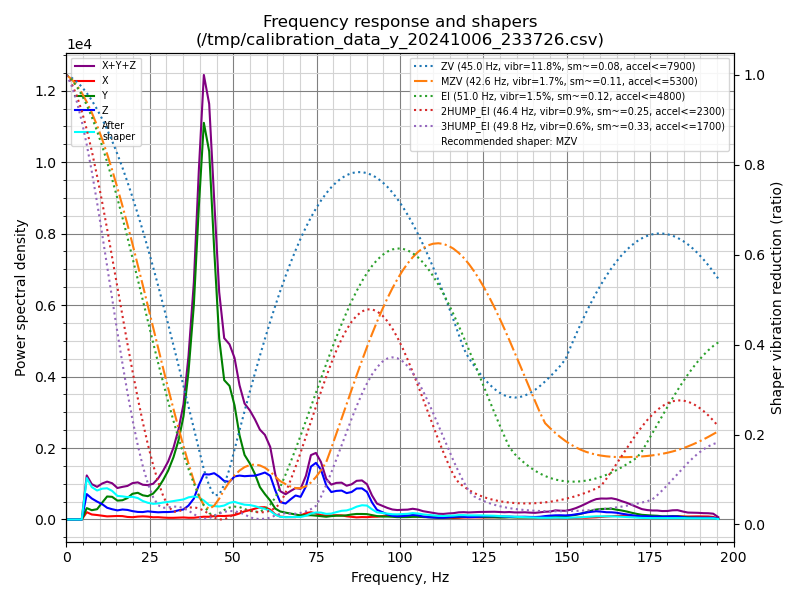 Frequency response and shapers
(/tmp/calibration_data_y_20241006_233726.csv)
1e4
X+Y+Z
X
Y
Z
After
shaper
ZV (45.0 Hz, vibr=11.8%, sm~=0.08, accel<=7900)
MZV (42.6 Hz, vibr=1.7%, sm~=0.11, accel<=5300)
EI (51.0 Hz, vibr=1.5%, sm~=0.12, accel<=4800)
2HUMP_EI (46.4 Hz, vibr=0.9%, sm~=0.25, accel<=2300)
3HUMP_EI (49.8 Hz, vibr=0.6%, sm~=0.33, accel<=1700)
Recommended shaper: MZV
Power spectral density
1.2
1.0
0.8
0.6
0.4
0.2
0.0
1.0
0.8
0.6
0.4
0.2
0.0
Shaper vibration reduction (ratio)
0 25 50 75 100 125 150 175 200
Frequency, Hz